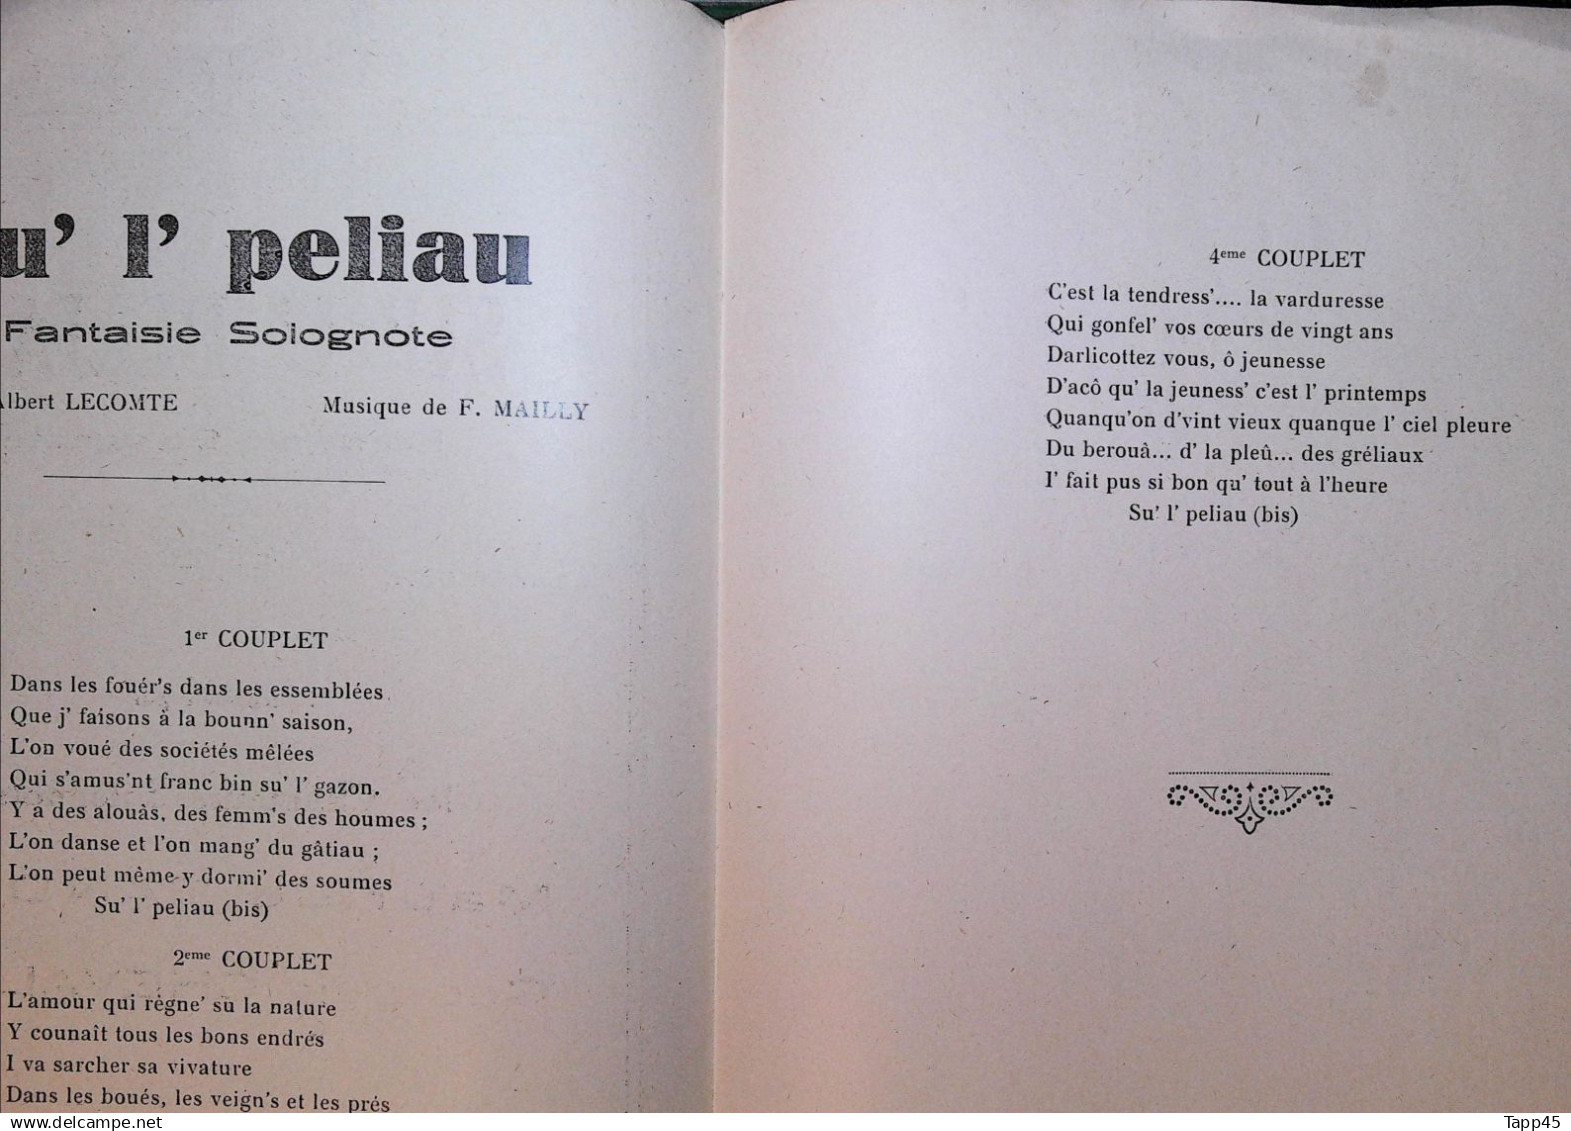 u' l' peliau
Fantaisie Solognote
Albert LECOMTE Musique de F. MAILLY
1er COUPLET
Dans les fouér's dans les essemblées
Que j' faisons à la bounn' saison,
L'on voué des sociétés mêlées
Qui s'amus'nt franc bin su' l' gazon.
Y a des alouàs, des femm's des houmes ;
L'on danse et l'on mang' du gâtiau ;
L'on peut même y dormi' des soumes
Su' l' peliau (bis)
2eme COUPLET
L'amour qui règne' su la nature
Y counaît tous les bons endrés
I va sarcher sa vivature
Dans les boués, les veign's et les prés
4eme COUPLET
C'est la tendress'.... la varduresse
Qui gonfel' vos cœurs de vingt ans
Darlicottez vous, ô jeunesse
D'acô qu' la jeuness' c'est l' printemps
Quanqu'on d'vint vieux quanque l' ciel pleure
Du berouâ... d' la pleû... des gréliaux
I' fait pus si bon qu' tout à l'heure
Su' l' peliau (bis)
delcampe.net
Tapp45